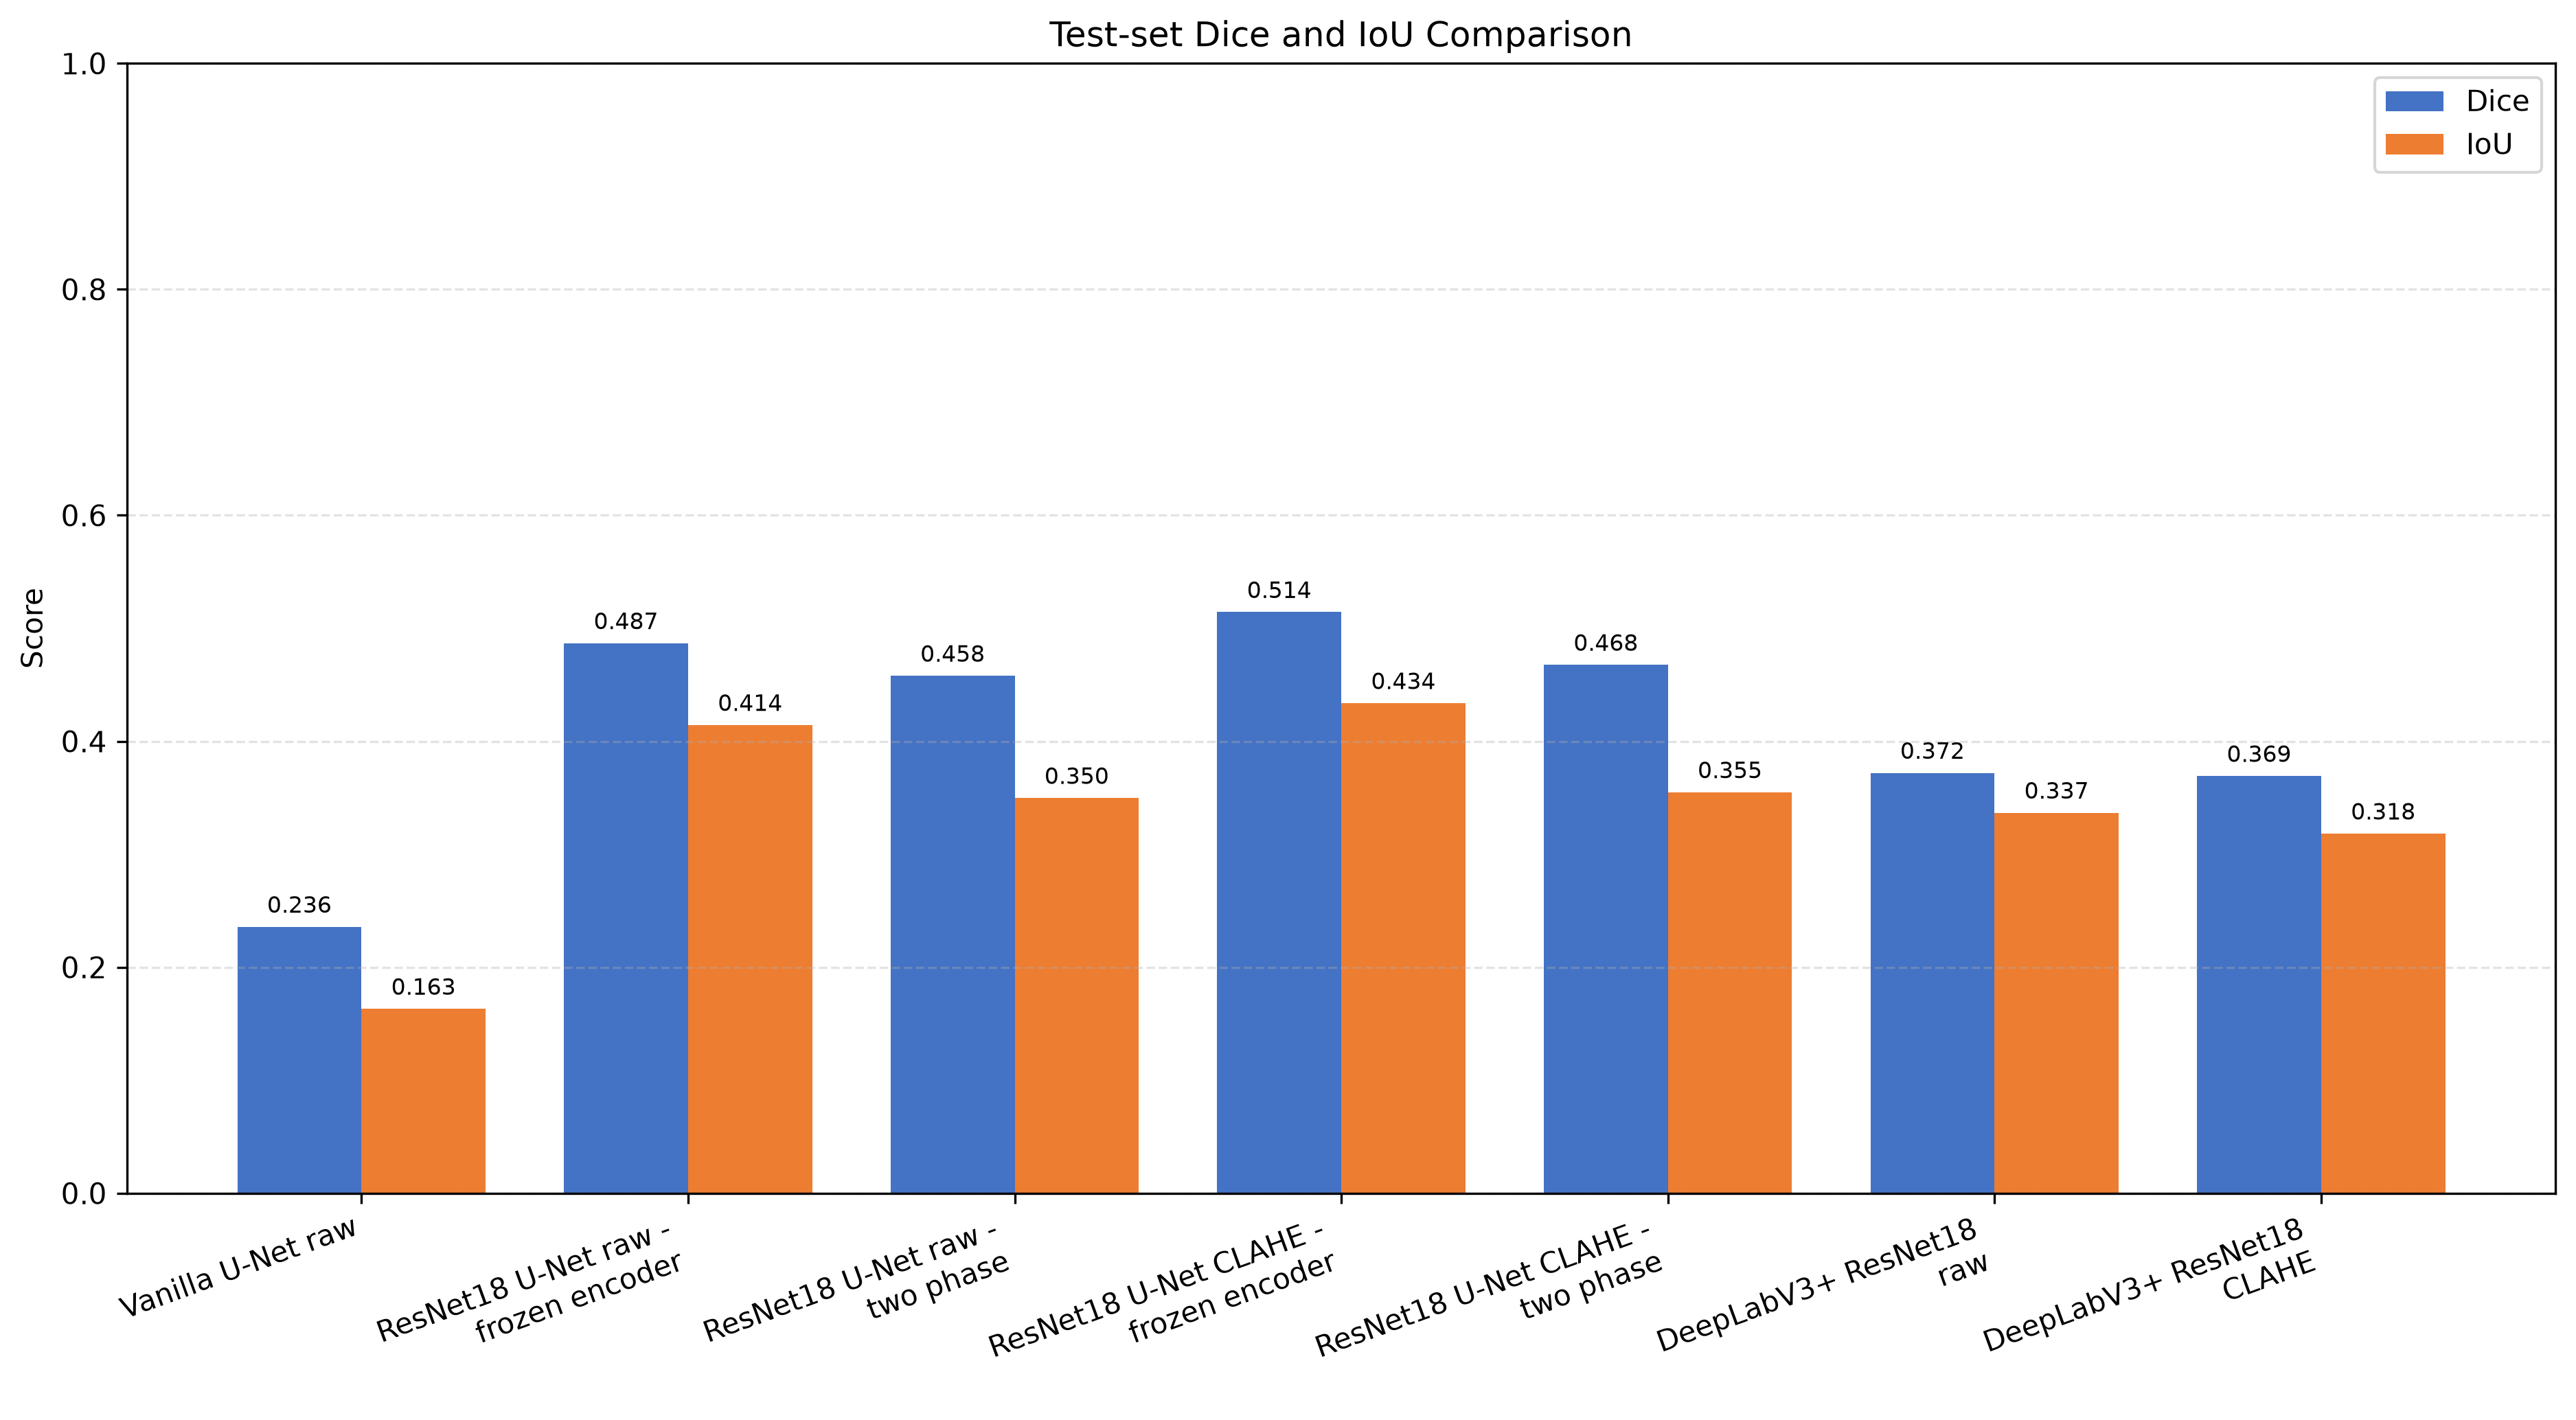 Test-set Dice and IoU Comparison
1.0
0.8
0.6
0.4
0.2
0.0
Score
Dice
IoU
0.236
0.163
0.487
0.414
0.458
0.350
0.514
0.434
0.468
0.355
0.372
0.337
0.369
0.318
Vanilla U-Net raw
ResNet18 U-Net raw -
frozen encoder
ResNet18 U-Net raw -
two phase
ResNet18 U-Net CLAHE -
frozen encoder
ResNet18 U-Net CLAHE -
two phase
DeepLabV3+ ResNet18
raw
DeepLabV3+ ResNet18
CLAHE